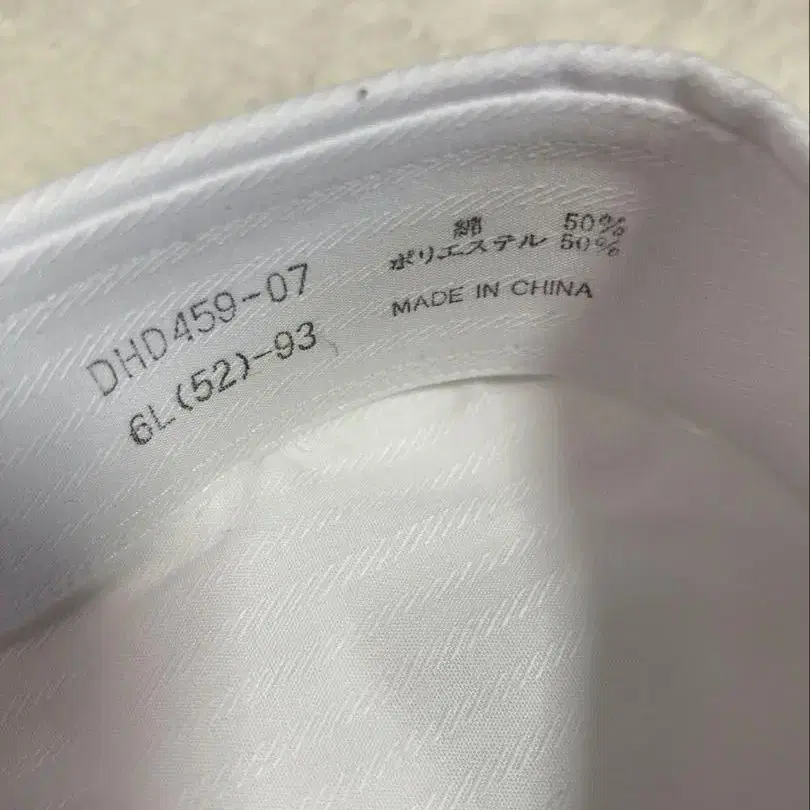 DHD459-07
6L(52)-93
綿 50%
ポリエステル 50%
MADE IN CHINA